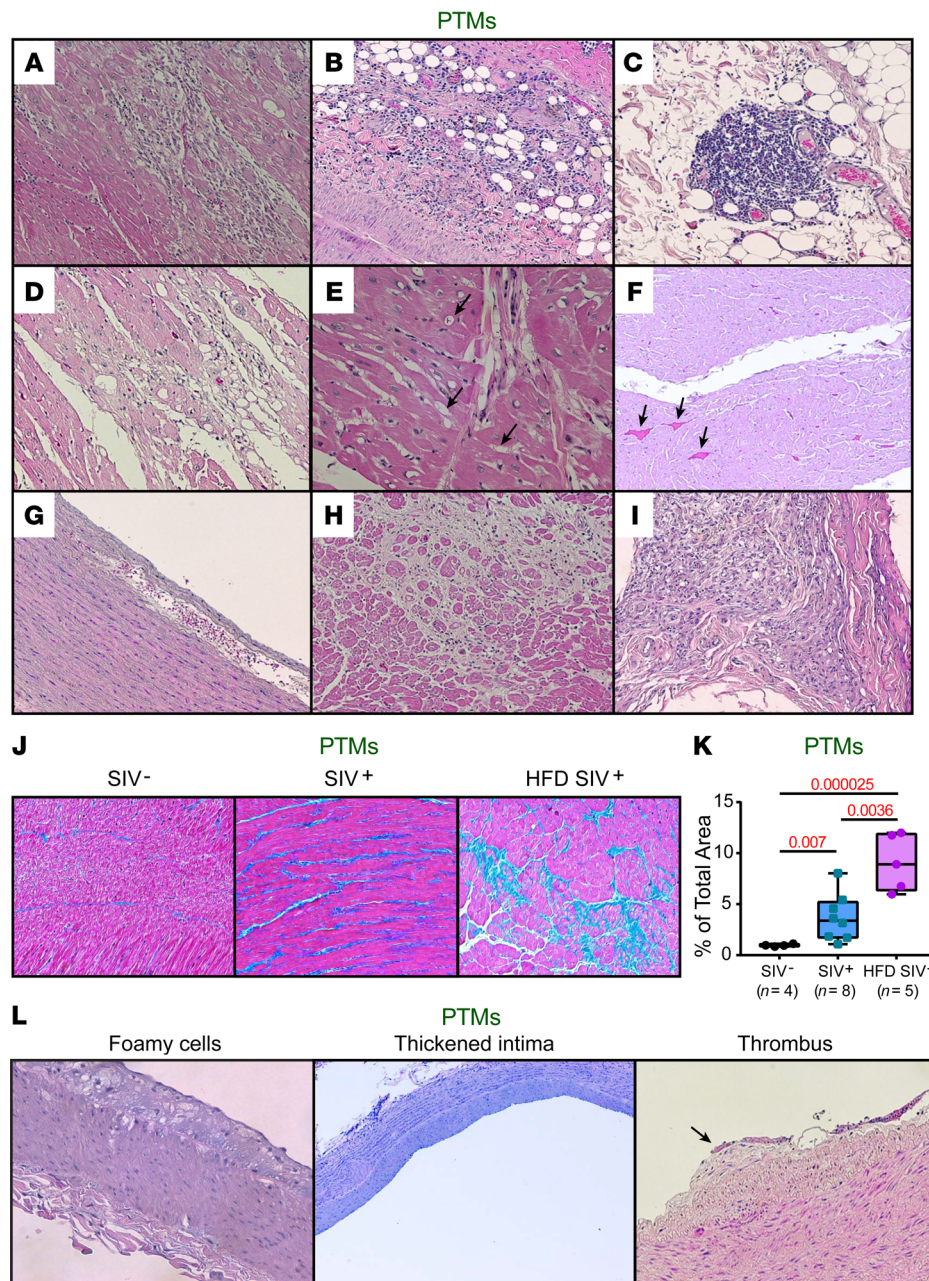 PTMs
A B C
D E F
G H I
J PTMs K PTMs
SIV- SIV+ HFD SIV+
0.000025
0.0036
0.007
% of Total Area
15
10
5
0
SIV- SIV+ HFD SIV
(n = 4) (n = 8) (n = 5)
L PTMs
Foamy cells Thickened intima Thrombus